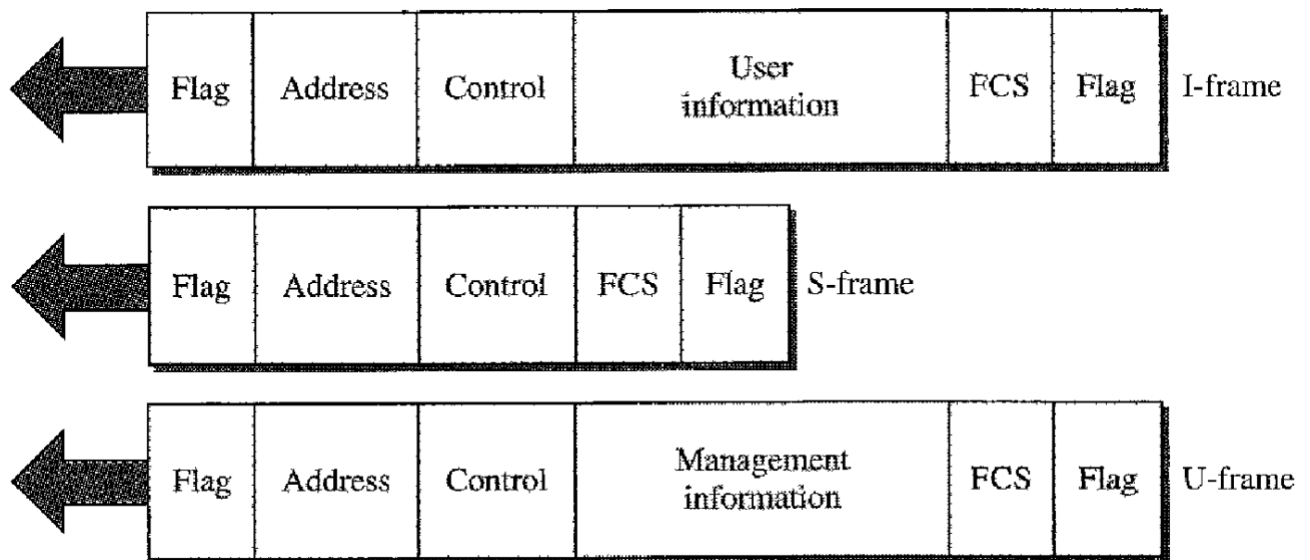 Flag Address Control User information FCS Flag I-frame
Flag Address Control FCS Flag S-frame
Flag Address Control Management information FCS Flag U-frame